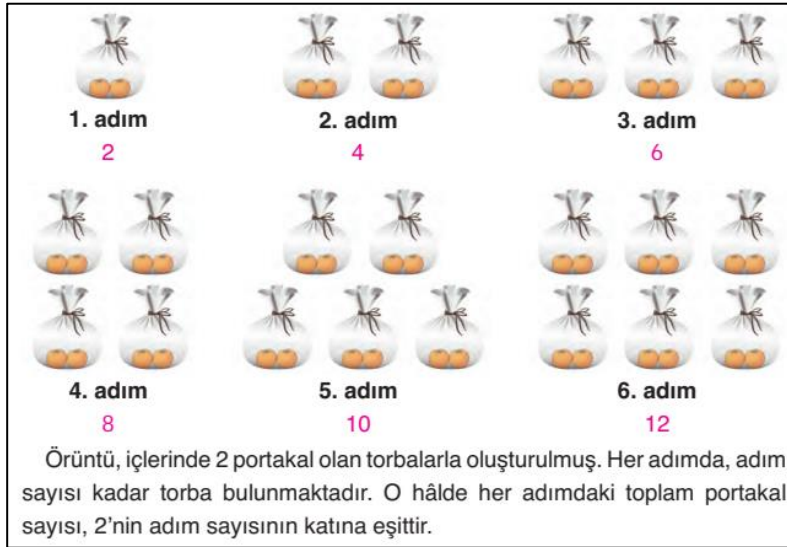 1. adım 2. adım 3. adım
2 4 6
4. adım 5. adım 6. adım
8 10 12
Örüntü, içlerinde 2 portakal olan torbalarla oluşturulmuş. Her adımda, adım
sayısı kadar torba bulunmaktadır. O hâlde her adımdaki toplam portakal
sayısı, 2’nin adım sayısının katına eşittir.